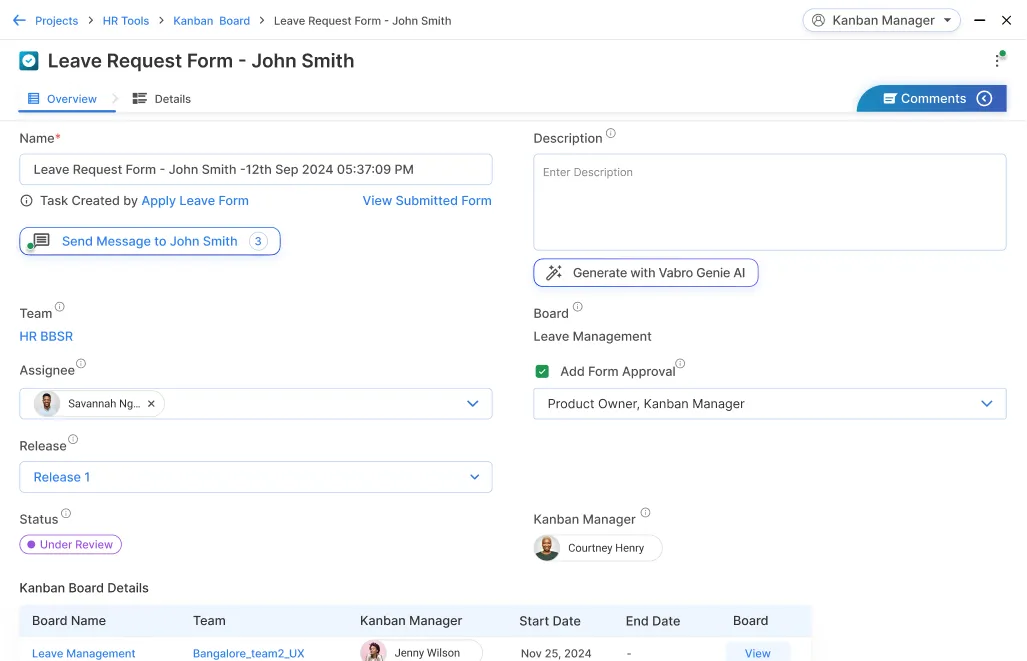 Projects > HR Tools > Kanban Board > Leave Request Form - John Smith
Kanban Manager
Leave Request Form - John Smith
Overview
Details
Comments
Name*
Leave Request Form - John Smith -12th Sep 2024 05:37:09 PM
Task Created by Apply Leave Form
View Submitted Form
Send Message to John Smith 3
Description
Enter Description
Generate with Vabro Genie AI
Team
HR BBSR
Board
Leave Management
Assignee
Savannah Ng...
Add Form Approval
Product Owner, Kanban Manager
Release
Release 1
Status
Under Review
Kanban Manager
Courtney Henry
Kanban Board Details
Board Name Team Kanban Manager Start Date End Date Board
Leave Management Bangalore_team2_UX Jenny Wilson Nov 25, 2024 - View